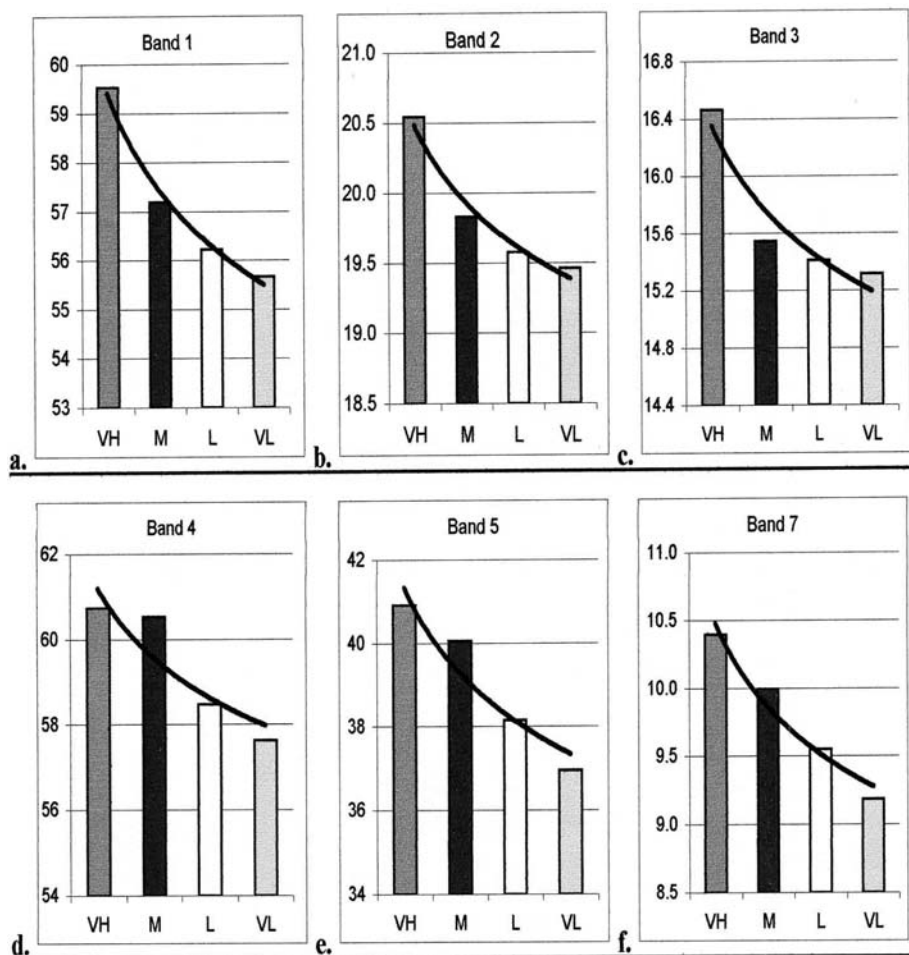 Band 1
60
59
58
57
56
55
54
53
VH M L VL
a.
Band 2
21.0
20.5
20.0
19.5
19.0
18.5
VH M L VL
b.
Band 3
16.8
16.4
16.0
15.6
15.2
14.8
14.4
VH M L VL
c.
Band 4
62
60
58
56
54
VH M L VL
d.
Band 5
42
40
38
36
34
VH M L VL
e.
Band 7
11.0
10.5
10.0
9.5
9.0
8.5
VH M L VL
f.